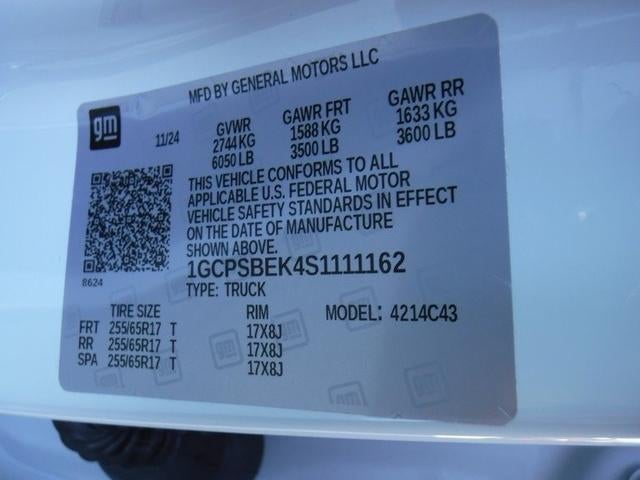 MFD BY GENERAL MOTORS LLC
gm
11/24
GVWR GAWR FRT GAWR RR
2744 KG 1588 KG 1633 KG
6050 LB 3500 LB 3600 LB
THIS VEHICLE CONFORMS TO ALL
APPLICABLE U.S. FEDERAL MOTOR
VEHICLE SAFETY STANDARDS IN EFFECT
ON THE DATE OF MANUFACTURE
SHOWN ABOVE.
8624
1GCPSBEK4S1111162
TYPE: TRUCK
TIRE SIZE RIM MODEL: 4214C43
FRT 255/65R17 T 17X8J
RR 255/65R17 T 17X8J
SPA 255/65R17 T 17X8J